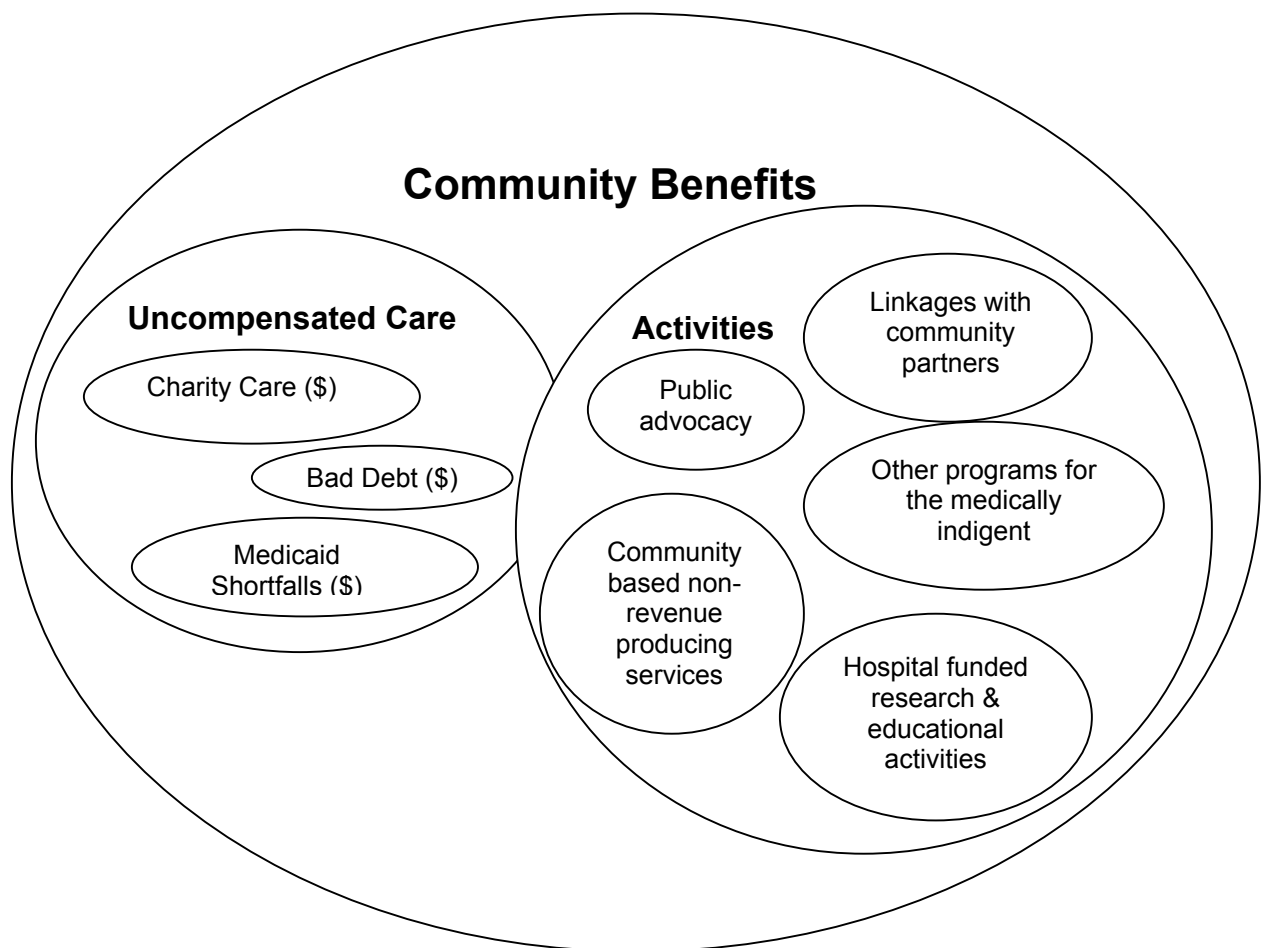 Community Benefits
Uncompensated Care
Charity Care ($)
Bad Debt ($)
Medicaid
Shortfalls ($)
Activities
Public
advocacy
Linkages with
community
partners
Other programs for
the medically
indigent
Community
based non-
revenue
producing
services
Hospital funded
research &
educational
activities